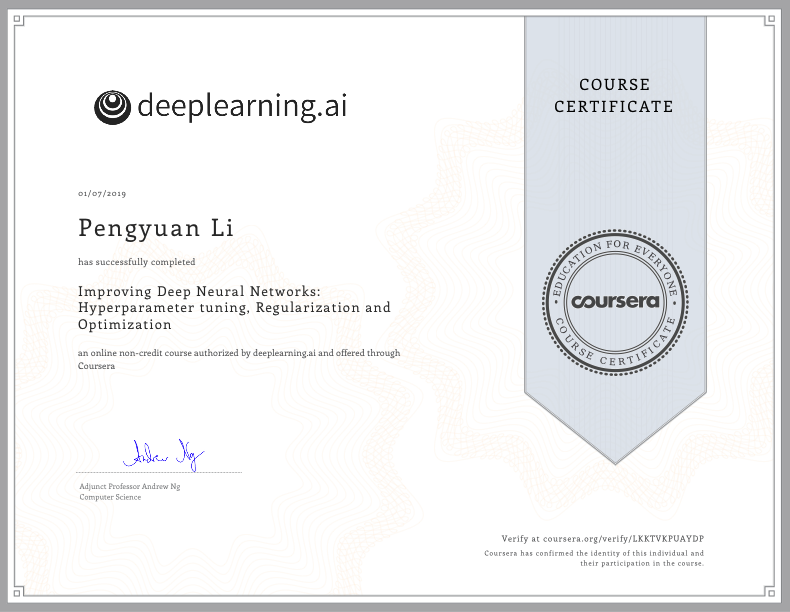 deeplearning.ai
COURSE
CERTIFICATE
01/07/2019
Pengyuan Li
has successfully completed
Improving Deep Neural Networks:
Hyperparameter tuning, Regularization and
Optimization
an online non-credit course authorized by deeplearning.ai and offered through
Coursera
EDUCATION FOR EVERYONE
coursera
COURSE CERTIFICATE
Andrew Ng
Adjunct Professor Andrew Ng
Computer Science
Verify at coursera.org/verify/LKKTVKPUAYDP
Coursera has confirmed the identity of this individual and
their participation in the course.